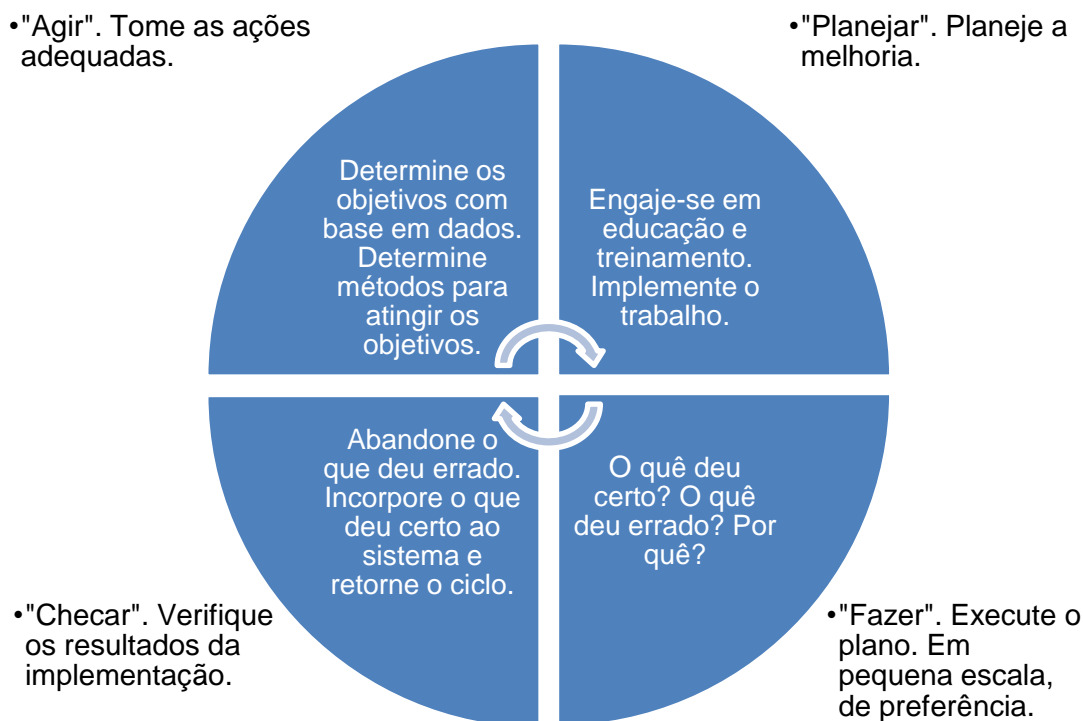 •"Agir". Tome as ações
adequadas.
•"Planejar". Planeje a
melhoria.
Determine os
objetivos com
base em dados.
Determine
métodos para
atingir os
objetivos.
Engaje-se em
educação e
treinamento.
Implemente o
trabalho.
Abandone o
que deu errado.
Incorpore o que
deu certo ao
sistema e
retorne o ciclo.
O quê deu
certo? O quê
deu errado? Por
quê?
•"Checar". Verifique
os resultados da
implementação.
•"Fazer". Execute o
plano. Em
pequena escala,
de preferência.